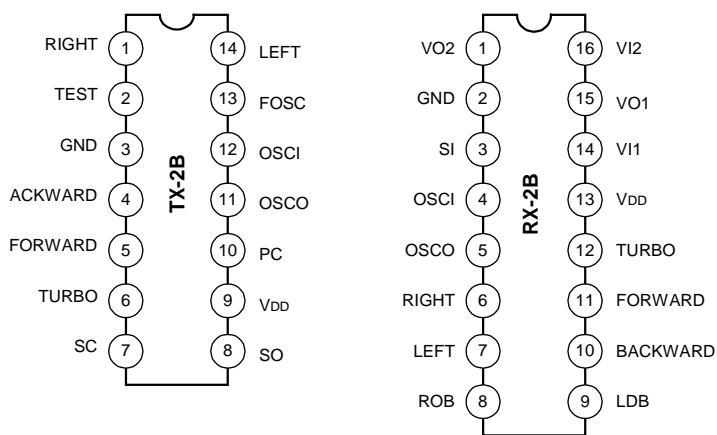 RIGHT 1 14 LEFT
TEST 2 13 FOSC
GND 3 12 OSCI
ACKWARD 4 11 OSCO
FORWARD 5 10 PC
TURBO 6 9 VDD
SC 7 8 SO
TX-2B
VO2 1 16 VI2
GND 2 15 VO1
SI 3 14 VI1
OSCI 4 13 VDD
OSCO 5 12 TURBO
RIGHT 6 11 FORWARD
LEFT 7 10 BACKWARD
ROB 8 9 LDB
RX-2B